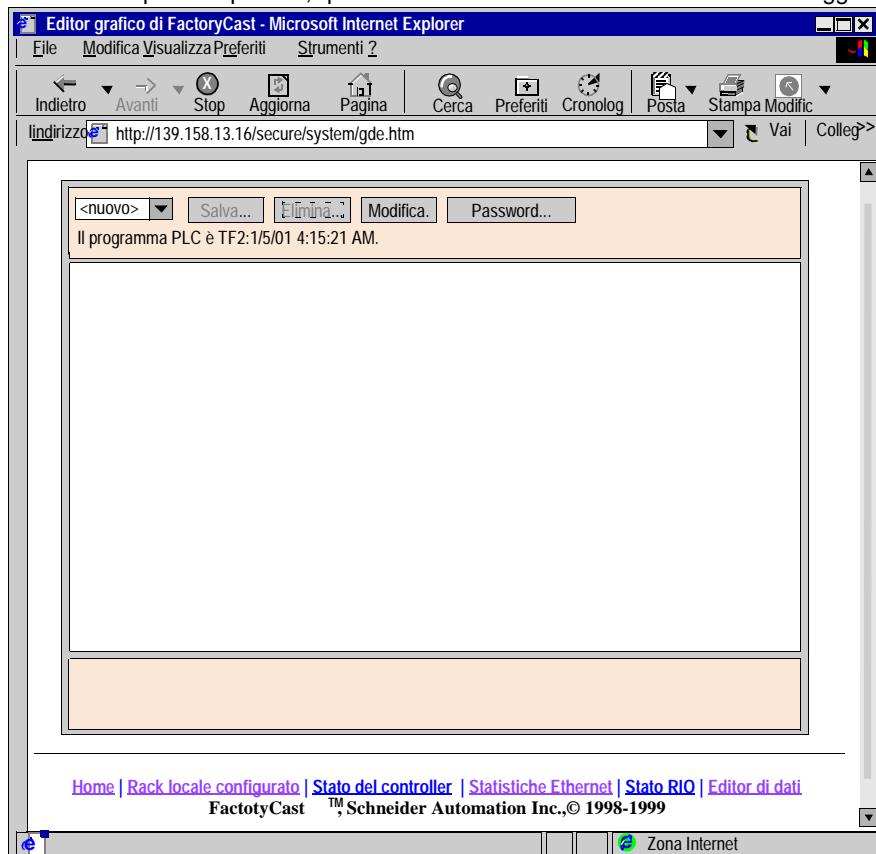 Editor grafico di FactoryCast - Microsoft Internet Explorer
File Modifica Visualizza Preferiti Strumenti ?
Indietro Avanti Stop Aggiorna Pagina Cerca Preferiti Cronolog Posta Stampa Modific
Iindirizzo http://139.158.13.16/secure/system/gde.htm Vai Colleg>>
<nuovo> Salva... Elimina... Modifica. Password...
Il programma PLC è TF2:1/5/01 4:15:21 AM.
Home | Rack locale configurato | Stato del controller | Statistiche Ethernet | Stato RIO | Editor di dati
FactotyCast TM, Schneider Automation Inc.,© 1998-1999
Zona Internet